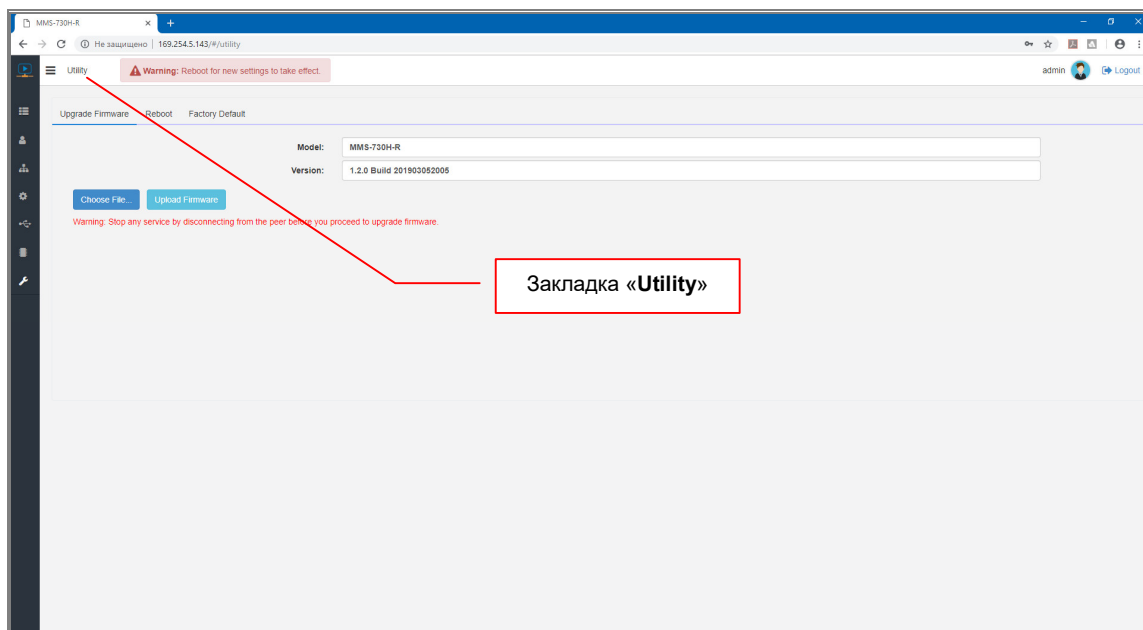 MMS-730H-R
Не защищено | 169.254.5.143/#/utility
Utility
Warning: Reboot for new settings to take effect.
admin
Logout
Upgrade Firmware Reboot Factory Default
Model: MMS-730H-R
Version: 1.2.0 Build 201903052005
Choose File... Upload Firmware
Warning: Stop any service by disconnecting from the peer before you proceed to upgrade firmware.
Закладка «Utility»